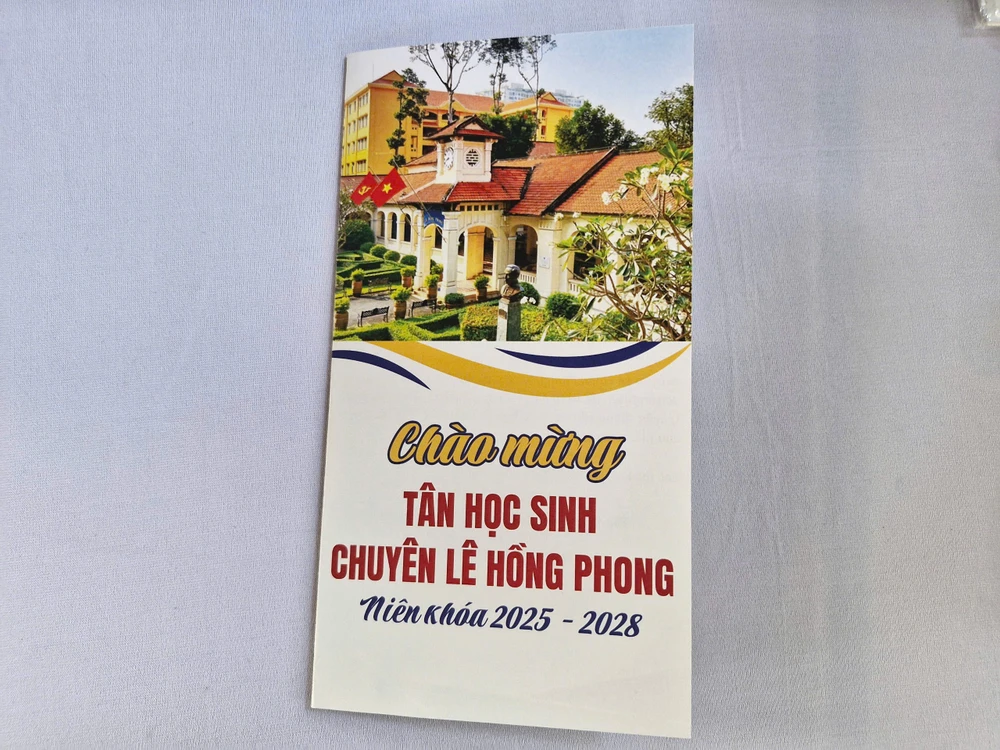 Chào mừng
TÂN HỌC SINH
CHUYÊN LÊ HỒNG PHONG
Niên khóa 2025 - 2028